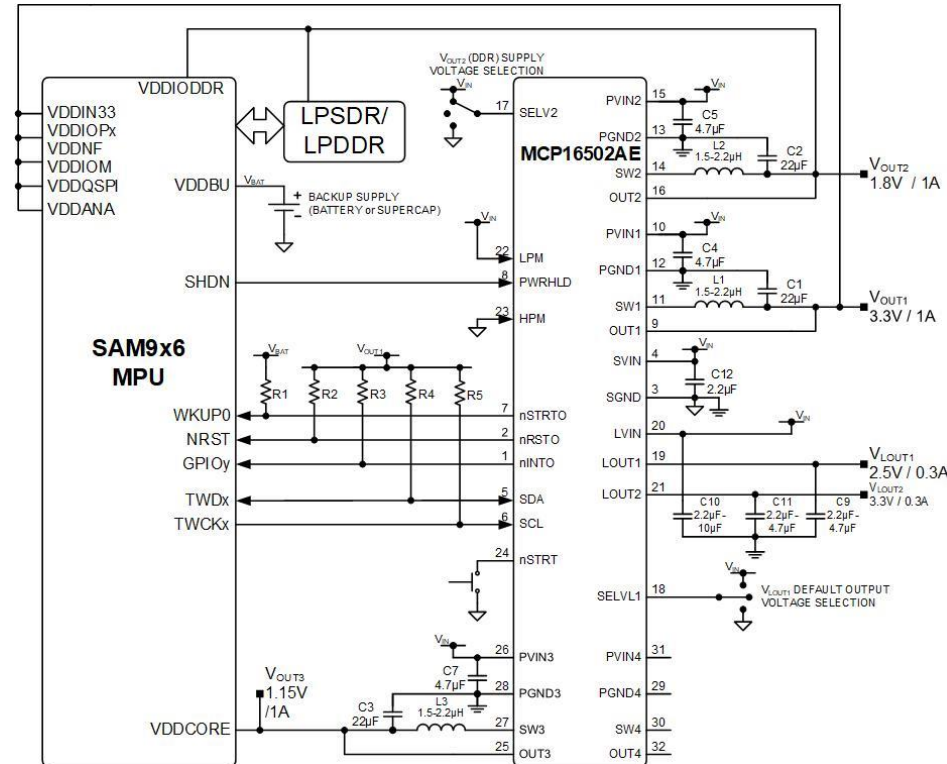 VDDIODDR
VDDIN33
VDDIOPx
VDDNF
VDDIOM
VDDQSPI
VDDANA
LPSDR/
LPDDR
VDDBU
VBAT
+
-
BACKUP SUPPLY
(BATTERY or SUPERCAP)
SHDN
SAM9x6
MPU
VBAT
VOUT1
R1
R2
R3
R4
R5
WKUP0
NRST
GPIOy
TWDx
TWCKx
VOUT3
1.15V
/1A
VDDCORE
VOUT2 (DDR) SUPPLY
VOLTAGE SELECTION
VIN
17
SELV2
VIN
22
LPM
8
PWRHLD
23
HPM
7
nSTRTO
2
nRSTO
1
nINTO
5
SDA
6
SCL
24
nSTRT
VIN
26
PVIN3
C7
4.7µF
28
PGND3
C3
22µF
L3
1.5-2.2µH
27
SW3
25
OUT3
MCP16502AE
PVIN2
15
VIN
C5
4.7µF
PGND2
13
L2
1.5-2.2µH
C2
22µF
SW2
14
OUT2
16
VOUT2
1.8V / 1A
PVIN1
10
VIN
C4
4.7µF
PGND1
12
L1
1.5-2.2µH
C1
22µF
SW1
11
OUT1
9
VOUT1
3.3V / 1A
SVIN
4
VIN
C12
2.2µF
SGND
3
LVIN
20
VIN
LOUT1
19
VLOUT1
2.5V / 0.3A
LOUT2
21
VLOUT2
3.3V / 0.3A
C10
2.2µF-
10µF
C11
2.2µF-
4.7µF
C9
2.2µF-
4.7µF
SELVL1
18
VIN
VLOUT1 DEFAULT OUTPUT
VOLTAGE SELECTION
PVIN4
31
PGND4
29
SW4
30
OUT4
32